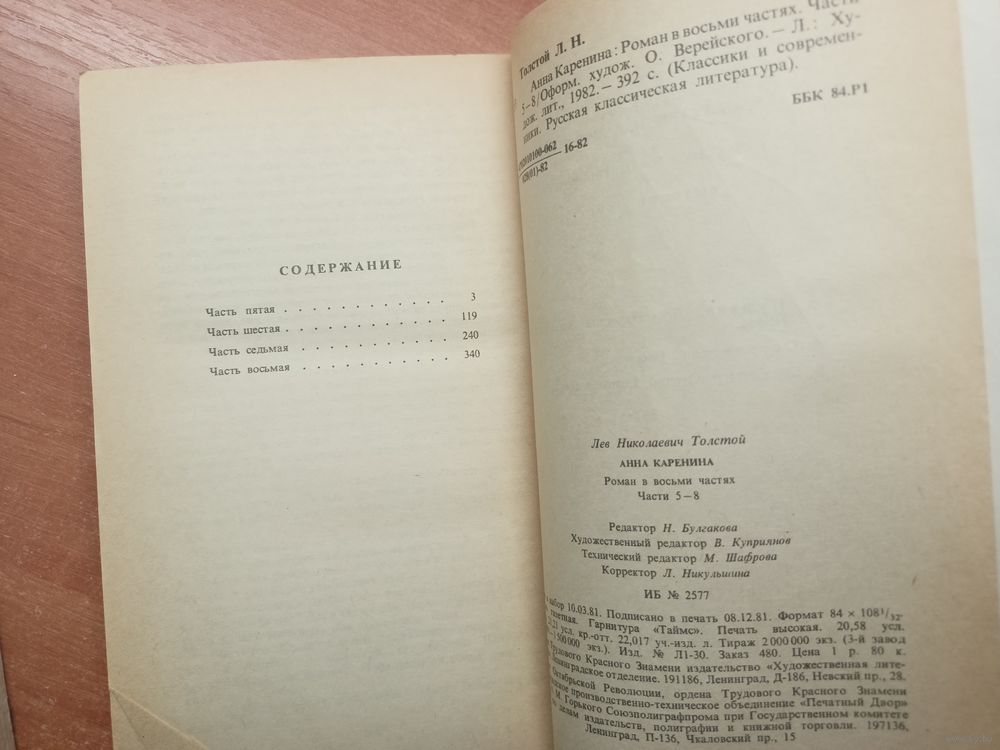 СОДЕРЖАНИЕ
Часть пятая . . . . . . . . . . . 3
Часть шестая . . . . . . . . . . . 119
Часть седьмая . . . . . . . . . . 240
Часть восьмая . . . . . . . . . . 340
Толстой Л. Н.
Анна Каренина: Роман в восьми частях. Части
5—8/Оформ. худож. О. Верейского.— Л.: Ху-
дож. лит., 1982.— 392 с. (Классики и современ-
ники. Русская классическая литература).
ББК 84.Р1
16-82
Лев Николаевич Толстой
АННА КАРЕНИНА
Роман в восьми частях
Части 5—8
Редактор Н. Булгакова
Художественный редактор В. Куприянов
Технический редактор М. Шафрова
Корректор Л. Никульшина
ИБ № 2577
набор 10.03.81. Подписано в печать 08.12.81. Формат 84 × 108 1/32.
газетная. Гарнитура «Таймс». Печать высокая. 20,58 усл.
21 усл. кр.-отт. 22,017 уч.-изд. л. Тираж 2 000 000 экз. (3-й завод
1 500 000 экз.). Изд. № Л1-30. Заказ 480. Цена 1 р. 80 к.
Трудового Красного Знамени издательство «Художественная лите-
Ленинградское отделение. 191186, Ленинград, Д-186, Невский пр., 28.
Октябрьской Революции, ордена Трудового Красного Знамени
производственно-техническое объединение «Печатный Двор»
М. Горького Союзполиграфпрома при Государственном комитете
делам издательств, полиграфии и книжной торговли. 197136,
Ленинград, П-136, Чкаловский пр., 15